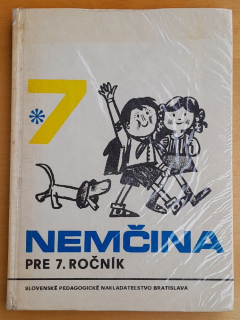 *7
NEMČINA
PRE 7. ROČNÍK
SLOVENSKÉ PEDAGOGICKÉ NAKLADATEĽSTVO BRATISLAVA